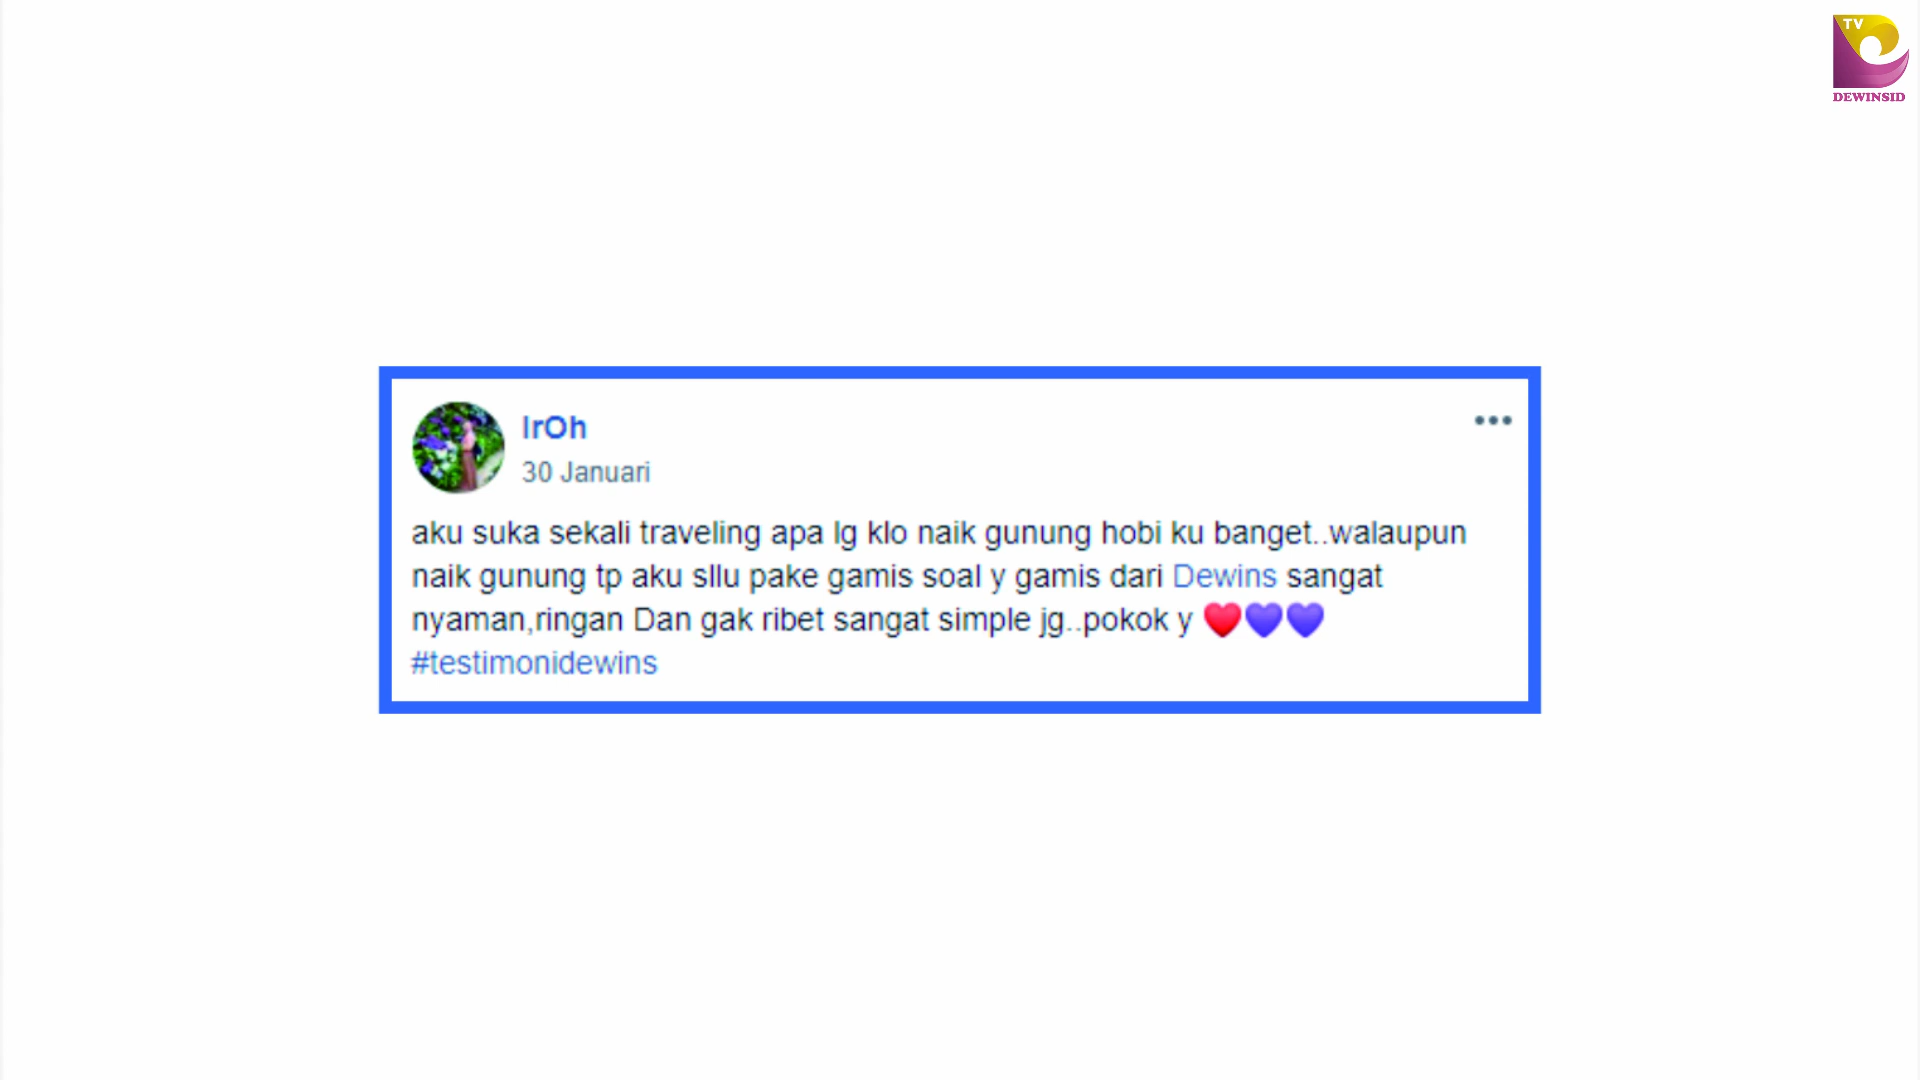 TV
DEWINSID
IrOh
30 Januari
aku suka sekali traveling apa lg klo naik gunung hobi ku banget..walaupun
naik gunung tp aku sllu pake gamis soal y gamis dari Dewins sangat
nyaman,ringan Dan gak ribet sangat simple jg..pokok y ❤️💜💜
#testimonidewins